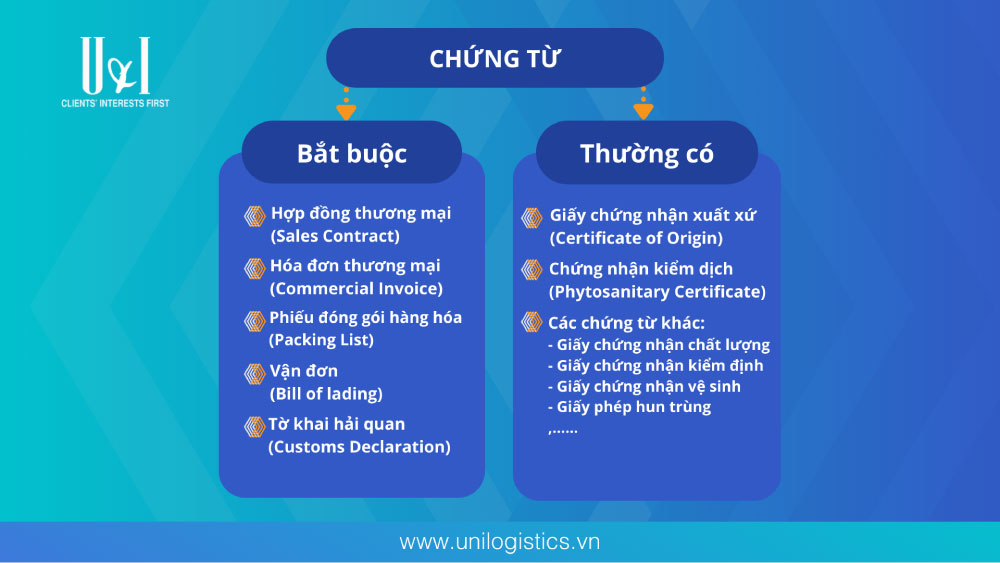 U&I
CLIENTS' INTERESTS FIRST
CHỨNG TỪ
Bắt buộc
Hợp đồng thương mại
(Sales Contract)
Hóa đơn thương mại
(Commercial Invoice)
Phiếu đóng gói hàng hóa
(Packing List)
Vận đơn
(Bill of lading)
Tờ khai hải quan
(Customs Declaration)
Thường có
Giấy chứng nhận xuất xứ
(Certificate of Origin)
Chứng nhận kiểm dịch
(Phytosanitary Certificate)
Các chứng từ khác:
- Giấy chứng nhận chất lượng
- Giấy chứng nhận kiểm định
- Giấy chứng nhận vệ sinh
- Giấy phép hun trùng
,......
www.unilogistics.vn